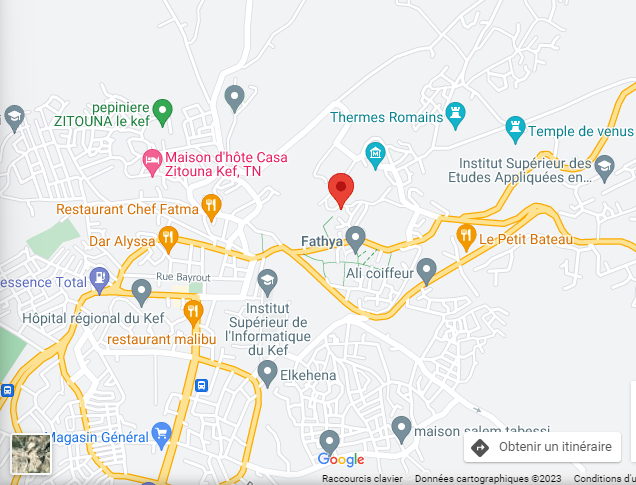 pepiniere
ZITOUNA le kef
Thermes Romains
Temple de venus
Maison d'hôte Casa
Zitouna Kef, TN
Institut Supérieur des
Etudes Appliquées en...
Restaurant Chef Fatma
Dar Alyssa
Fathya
Le Petit Bateau
Rue Bayrout
Ali coiffeur
essence Total
Hôpital régional du Kef
Institut
Supérieur de
l'Informatique
du Kef
restaurant malibu
Elkehena
Magasin Général
maison salem tabessi
Obtenir un itinéraire
Google
Raccourcis clavier
Données cartographiques ©2023
Conditions d'u